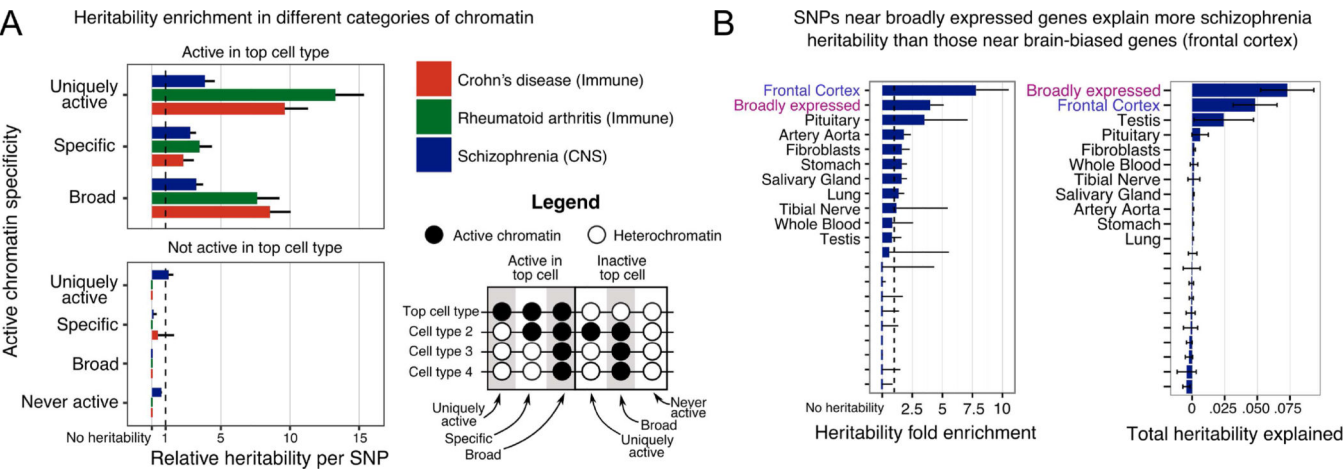 A
Heritability enrichment in different categories of chromatin
Active chromatin specificity
Active in top cell type
Uniquely
active
Specific
Broad
Not active in top cell type
Uniquely
active
Specific
Broad
Never active
No heritability 1 5 10 15
Relative heritability per SNP
Crohn's disease (Immune)
Rheumatoid arthritis (Immune)
Schizophrenia (CNS)
Legend
Active chromatin
Heterochromatin
Active in
top cell
Inactive
top cell
Top cell type
Cell type 2
Cell type 3
Cell type 4
Uniquely
active
Specific
Broad
Never
active
Broad
Uniquely
active
B
SNPs near broadly expressed genes explain more schizophrenia
heritability than those near brain-biased genes (frontal cortex)
Frontal Cortex
Broadly expressed
Pituitary
Artery Aorta
Fibroblasts
Stomach
Salivary Gland
Lung
Tibial Nerve
Whole Blood
Testis
No heritability 2.5 5 7.5 10
Heritability fold enrichment
Broadly expressed
Frontal Cortex
Testis
Pituitary
Fibroblasts
Whole Blood
Tibial Nerve
Salivary Gland
Artery Aorta
Stomach
Lung
0 .025 .050 .075
Total heritability explained